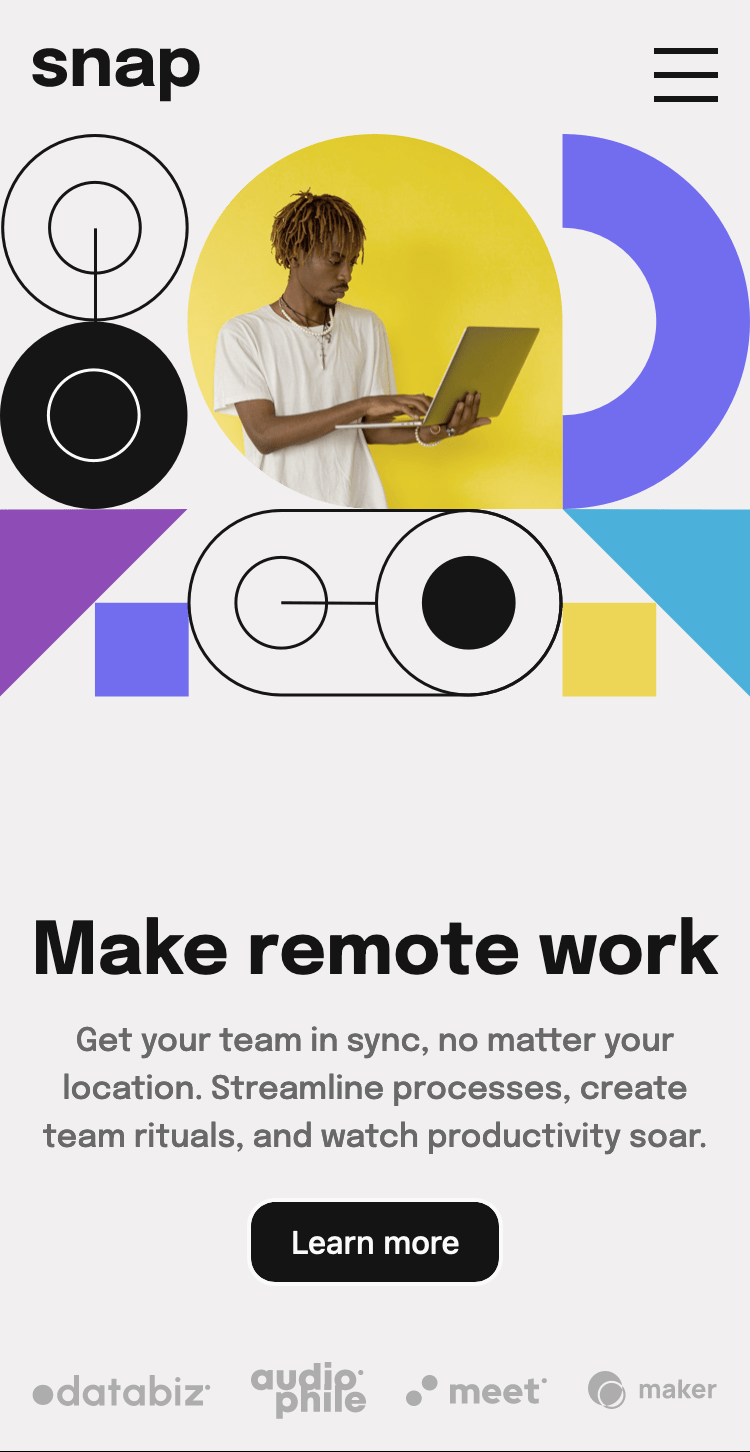 snap
Make remote work
Get your team in sync, no matter your
location. Streamline processes, create
team rituals, and watch productivity soar.
Learn more
databiz
audio
phile
meet
maker